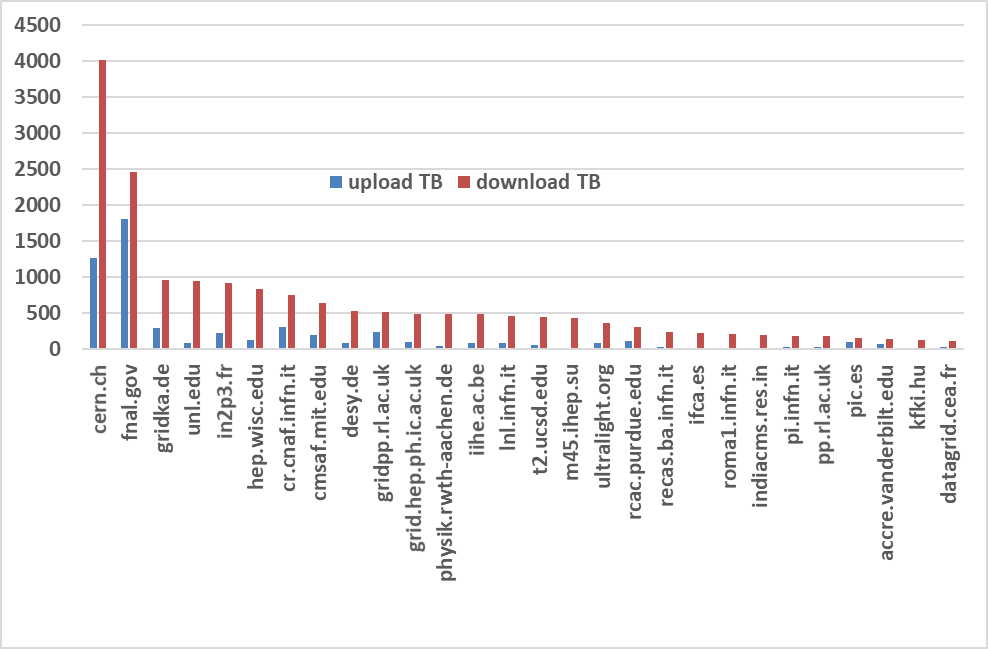 4500
4000
3500
3000
2500
2000
1500
1000
500
0
upload TB download TB
cern.ch
fnal.gov
gridka.de
unl.edu
in2p3.fr
hep.wisc.edu
cr.cnaf.infn.it
cmsaf.mit.edu
desy.de
gridpp.rl.ac.uk
grid.hep.ph.ic.ac.uk
physik.rwth-aachen.de
iihe.ac.be
lnl.infn.it
t2.ucsd.edu
m45.ihep.su
ultralight.org
rcac.purdue.edu
recas.ba.infn.it
ifca.es
roma1.infn.it
indiacms.res.in
pi.infn.it
pp.rl.ac.uk
pic.es
accre.vanderbilt.edu
kfki.hu
datagrid.cea.fr